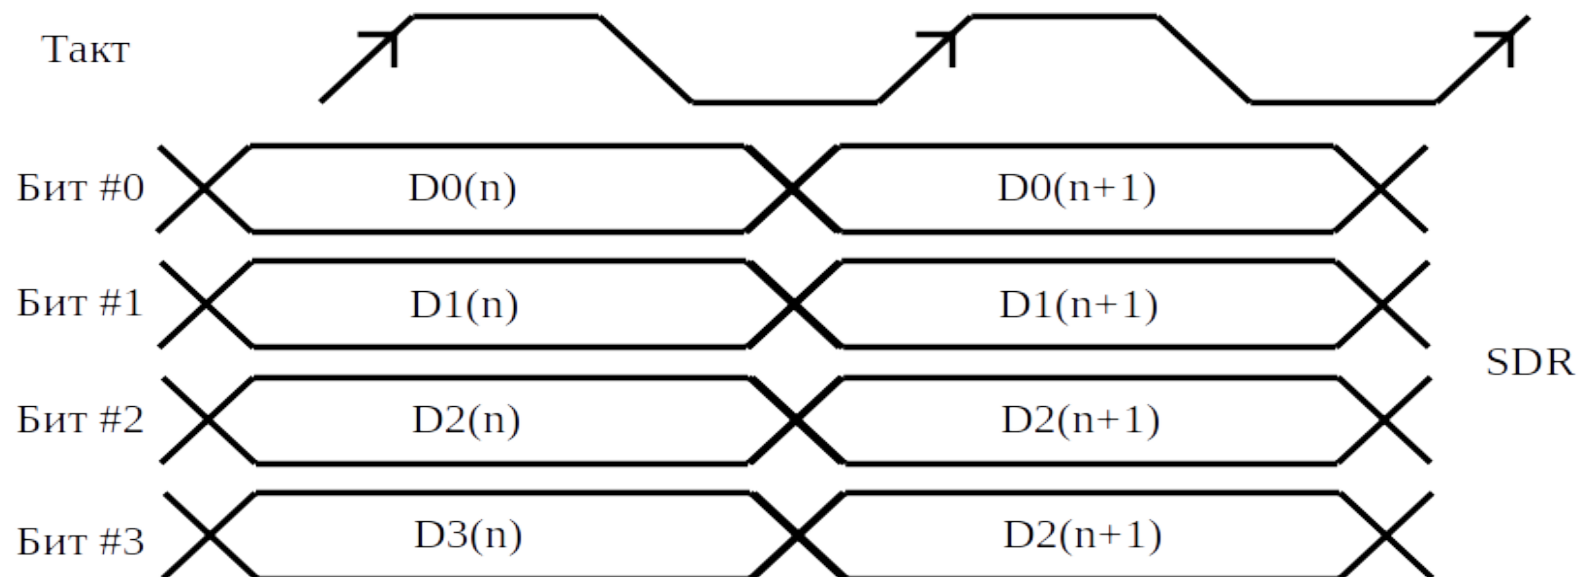 Такт
Бит #0 D0(n) D0(n+1)
Бит #1 D1(n) D1(n+1)
SDR
Бит #2 D2(n) D2(n+1)
Бит #3 D3(n) D2(n+1)